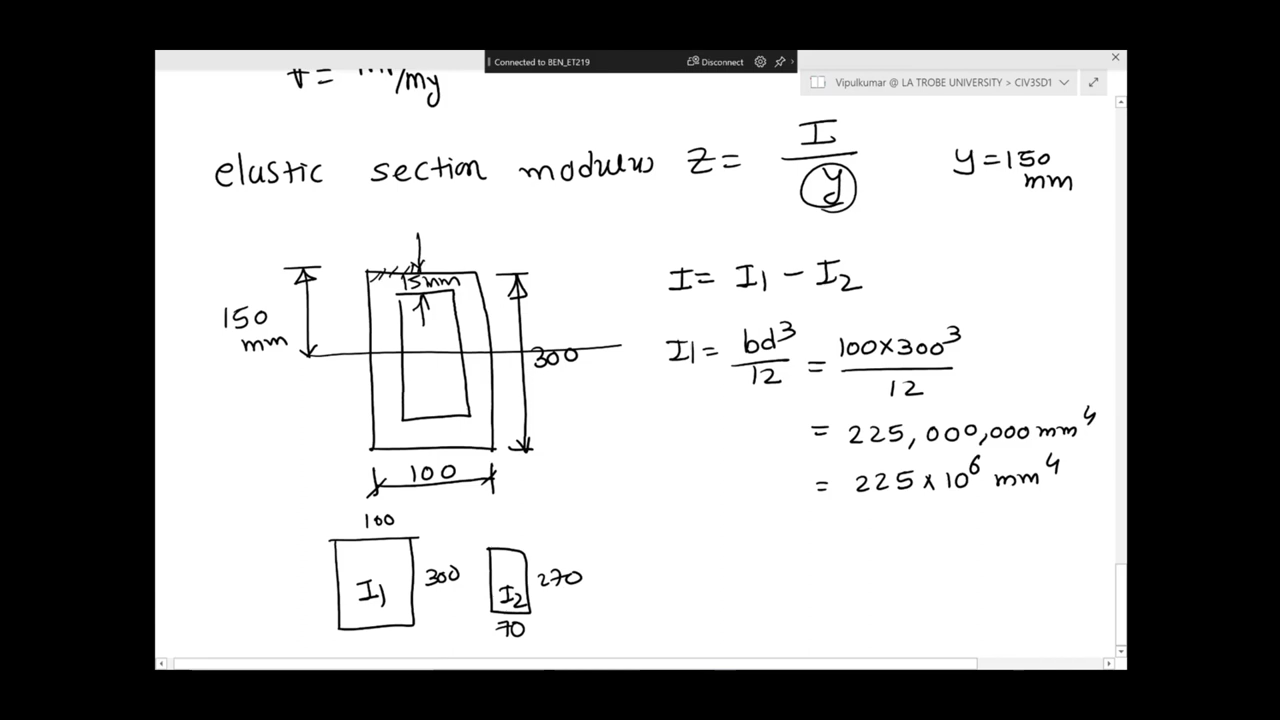 Connected to BEN_ET219 Disconnect
Vipulkumar @ LA TROBE UNIVERSITY > CIV3SD1
/my
elastic section modulus Z = I / y
y = 150 mm
15mm
150 mm
300
100
100
I1
300
I2
270
70
I = I1 - I2
I1 = bd³/12 = 100×300³/12
= 225,000,000 mm⁴
= 225 × 10⁶ mm⁴